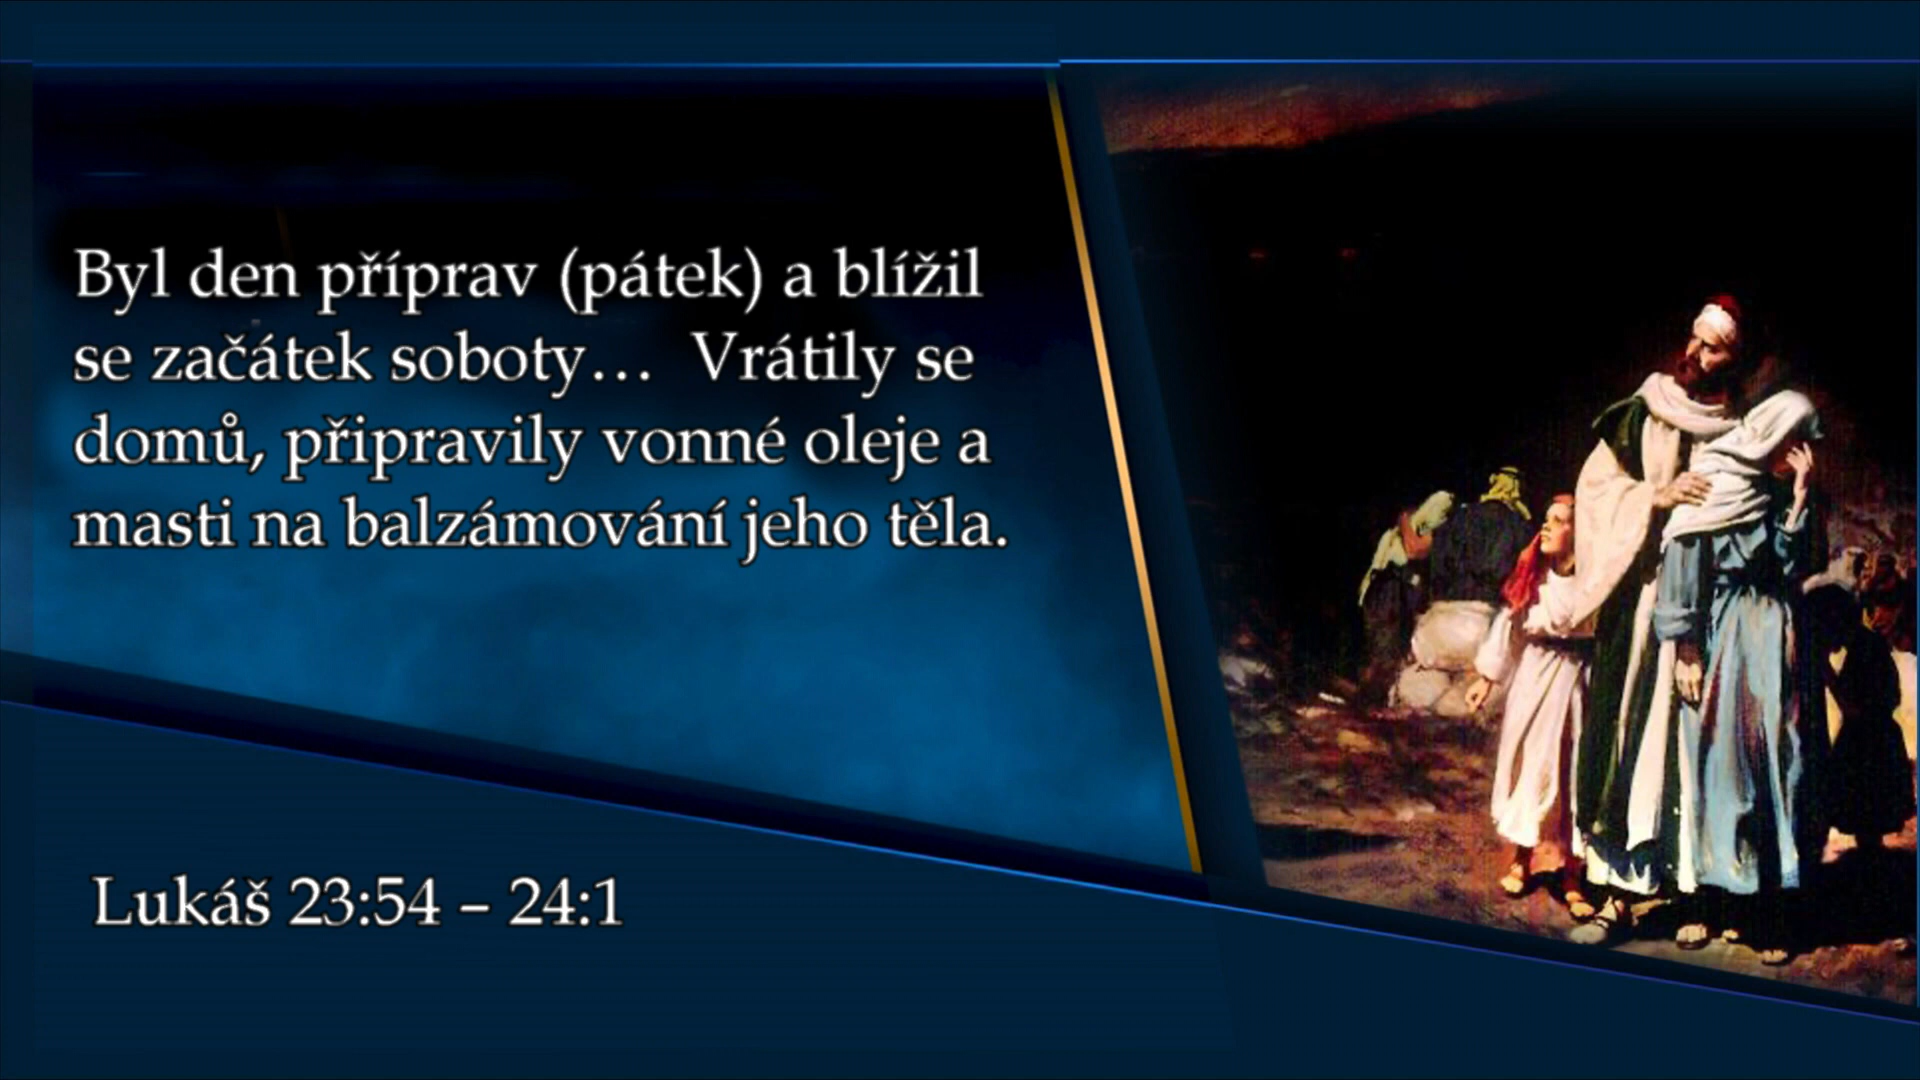 Byl den příprav (pátek) a blížil
se začátek soboty… Vrátily se
domů, připravily vonné oleje a
masti na balzámování jeho těla.
Lukáš 23:54 – 24:1